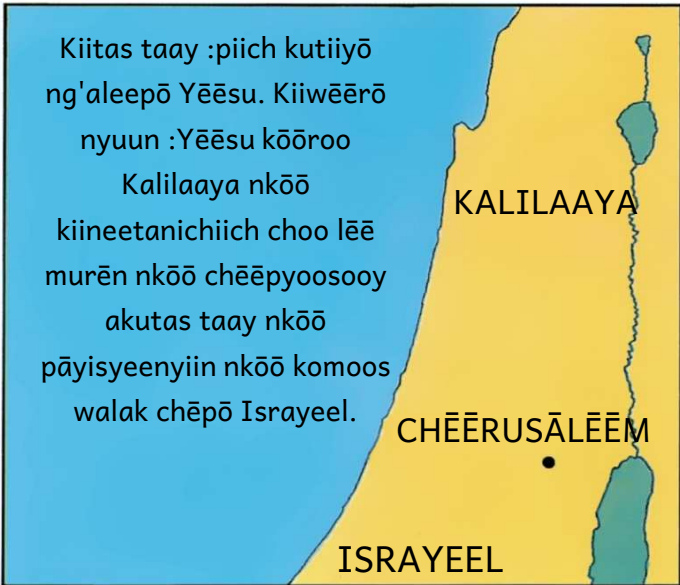 Kiitas taay :piich kutiiyō
ng'aleepō Yēēsu. Kiiwēērō
nyuun :Yēēsu kōōroo
Kalilaaya nkōō
kiineetanichiich choo lēē
murēn nkōō chēēpyoosooy
akutas taay nkōō
pāyisyeenyiin nkōō komoos
walak chēpō Israyeel.
KALILAAYA
CHĒĒRUSĀLĒĒM
ISRAYEEL